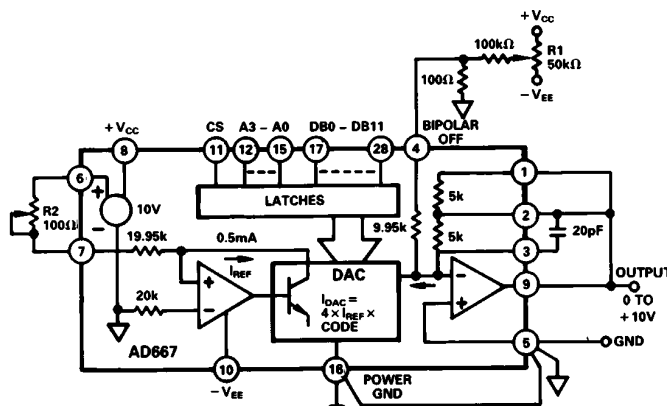 +VCC
100kΩ
R1
50kΩ
100Ω
−VEE
+VCC
CS A3 – A0 DB0 – DB11
BIPOLAR
OFF
8
11
12
15
17
28
4
6
+
−
10V
R2
100Ω
7
LATCHES
1
5k
2
20pF
5k
3
9.95k
19.95k
0.5mA
IREF
DAC
IDAC =
4 × IREF ×
CODE
+
−
20k
−
+
9
OUTPUT
0 TO
+10V
5
GND
AD667
10
−VEE
16
POWER
GND